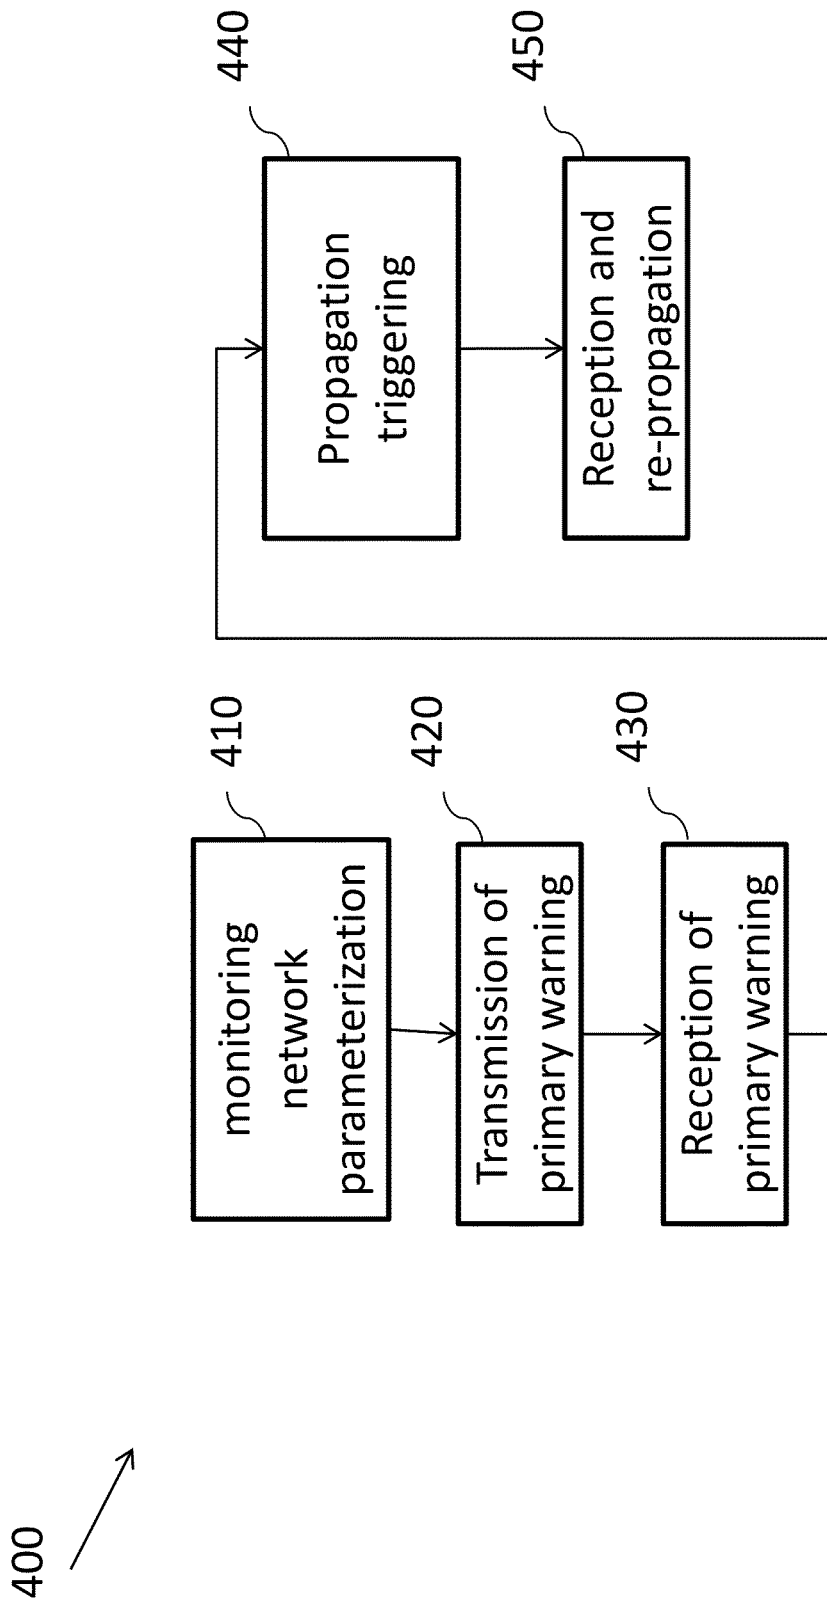 400
monitoring
network
parameterization
410
Transmission of
primary warning
420
Reception of
primary warning
430
Propagation
triggering
440
Reception and
re-propagation
450